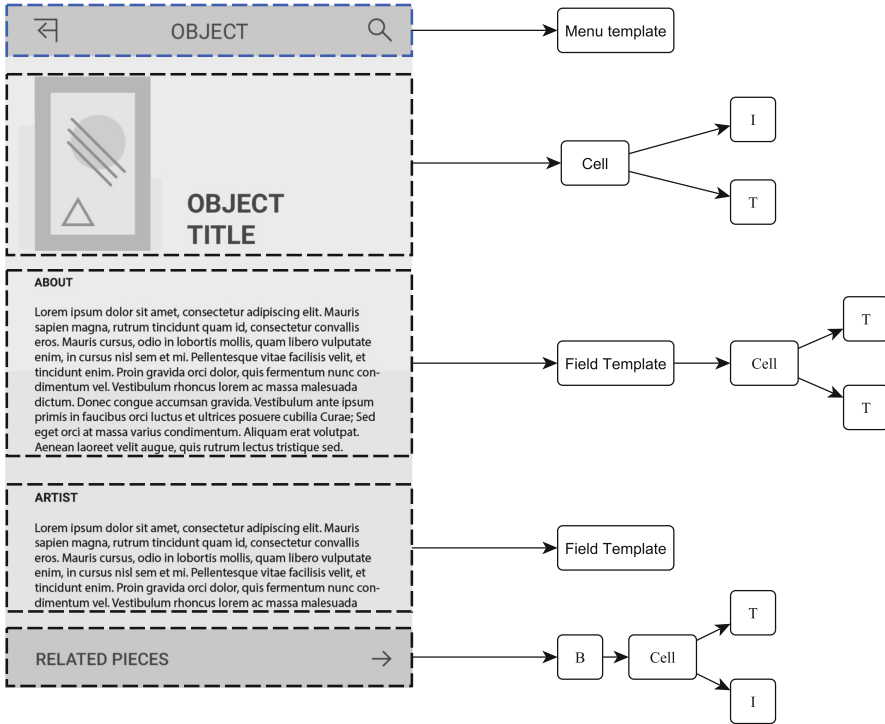 OBJECT
Menu template
OBJECT
TITLE
Cell
I
T
ABOUT
Lorem ipsum dolor sit amet, consectetur adipiscing elit. Mauris
sapien magna, rutrum tincidunt quam id, consectetur convallis
eros. Mauris cursus, odio in lobortis mollis, quam libero vulputate
enim, in cursus nisl sem et mi. Pellentesque vitae facilisis velit, et
tincidunt enim. Proin gravida orci dolor, quis fermentum nunc con-
dimentum vel. Vestibulum rhoncus lorem ac massa malesuada
dictum. Donec congue accumsan gravida. Vestibulum ante ipsum
primis in faucibus orci luctus et ultrices posuere cubilia Curae; Sed
eget orci at massa varius condimentum. Aliquam erat volutpat.
Aenean laoreet velit augue, quis rutrum lectus tristique sed.
Field Template
Cell
T
T
ARTIST
Lorem ipsum dolor sit amet, consectetur adipiscing elit. Mauris
sapien magna, rutrum tincidunt quam id, consectetur convallis
eros. Mauris cursus, odio in lobortis mollis, quam libero vulputate
enim, in cursus nisl sem et mi. Pellentesque vitae facilisis velit, et
tincidunt enim. Proin gravida orci dolor, quis fermentum nunc con-
dimentum vel. Vestibulum rhoncus lorem ac massa malesuada
Field Template
RELATED PIECES
B
Cell
T
I